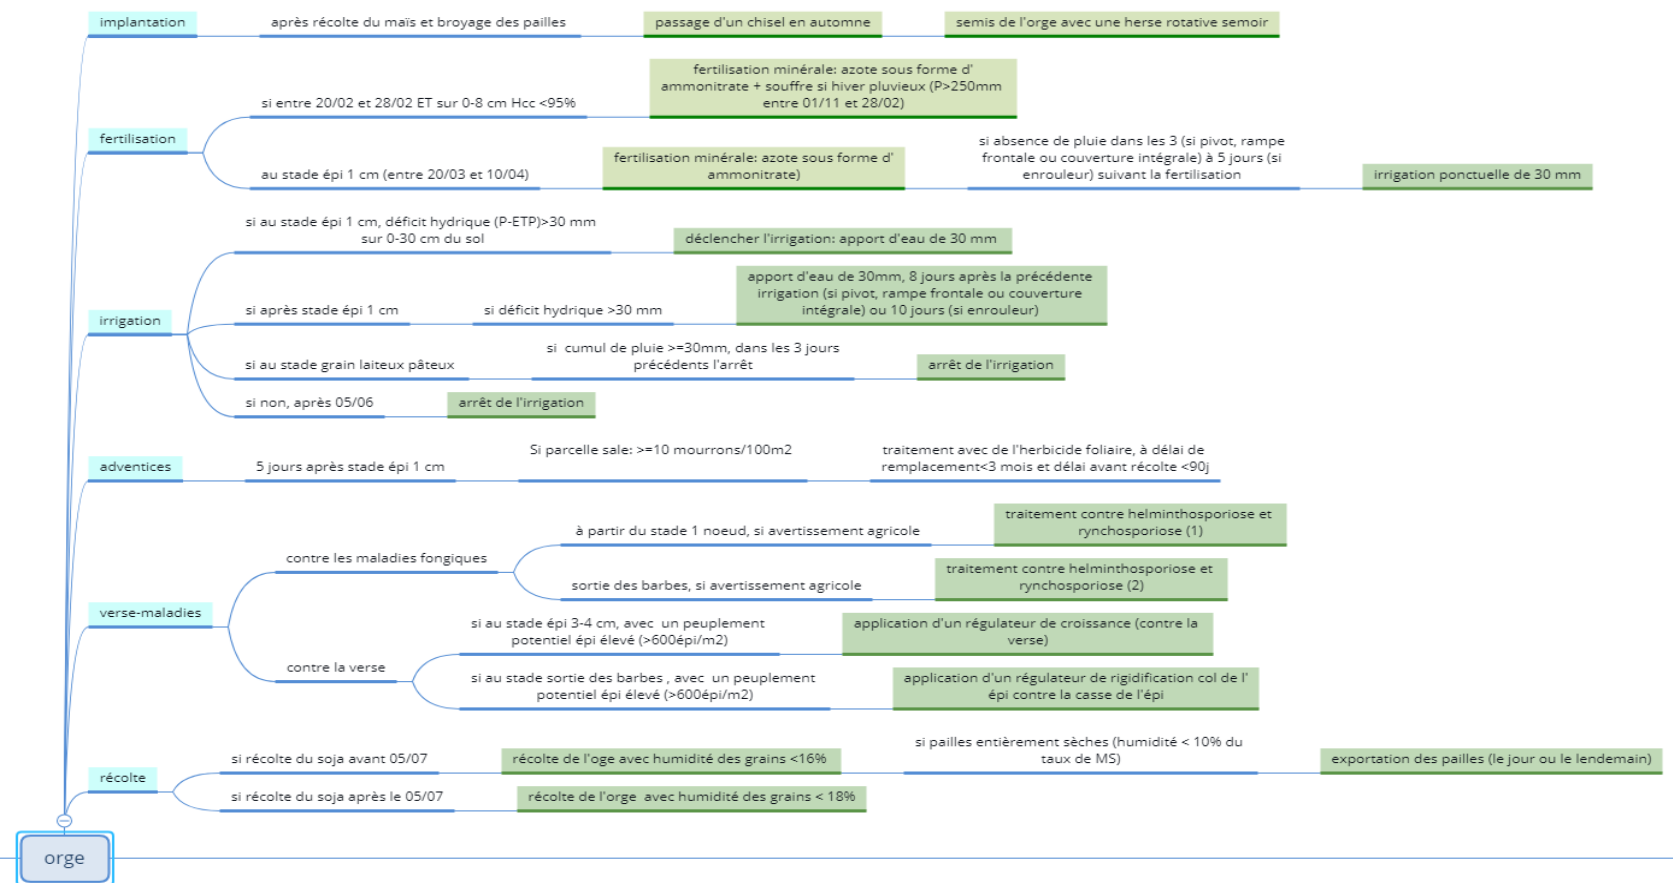 implantation
après récolte du maïs et broyage des pailles
passage d'un chisel en automne
semis de l'orge avec une herse rotative semoir
fertilisation
si entre 20/02 et 28/02 ET sur 0-8 cm Hcc <95%
fertilisation minérale: azote sous forme d'
ammonitrate + souffre si hiver pluvieux (P>250mm
entre 01/11 et 28/02)
au stade épi 1 cm (entre 20/03 et 10/04)
fertilisation minérale: azote sous forme d'
ammonitrate)
si absence de pluie dans les 3 (si pivot, rampe
frontale ou couverture intégrale) à 5 jours (si
enrouleur) suivant la fertilisation
irrigation ponctuelle de 30 mm
irrigation
si au stade épi 1 cm, déficit hydrique (P-ETP)>30 mm
sur 0-30 cm du sol
déclencher l'irrigation: apport d'eau de 30 mm
si après stade épi 1 cm
si déficit hydrique >30 mm
apport d'eau de 30mm, 8 jours après la précédente
irrigation (si pivot, rampe frontale ou couverture
intégrale) ou 10 jours (si enrouleur)
si au stade grain laiteux pâteux
si cumul de pluie >=30mm, dans les 3 jours
précédents l'arrêt
arrêt de l'irrigation
si non, après 05/06
arrêt de l'irrigation
adventices
5 jours après stade épi 1 cm
Si parcelle sale: >=10 mourrons/100m2
traitement avec de l'herbicide foliaire, à délai de
remplacement<3 mois et délai avant récolte <90j
verse-maladies
contre les maladies fongiques
à partir du stade 1 noeud, si avertissement agricole
traitement contre helminthosporiose et
rynchosporiose (1)
sortie des barbes, si avertissement agricole
traitement contre helminthosporiose et
rynchosporiose (2)
contre la verse
si au stade épi 3-4 cm, avec un peuplement
potentiel épi élevé (>600épi/m2)
application d'un régulateur de croissance (contre la
verse)
si au stade sortie des barbes , avec un peuplement
potentiel épi élevé (>600épi/m2)
application d'un régulateur de rigidification col de l'
épi contre la casse de l'épi
récolte
si récolte du soja avant 05/07
récolte de l'oge avec humidité des grains <16%
si pailles entièrement sèches (humidité < 10% du
taux de MS)
exportation des pailles (le jour ou le lendemain)
si récolte du soja après le 05/07
récolte de l'orge avec humidité des grains < 18%
orge